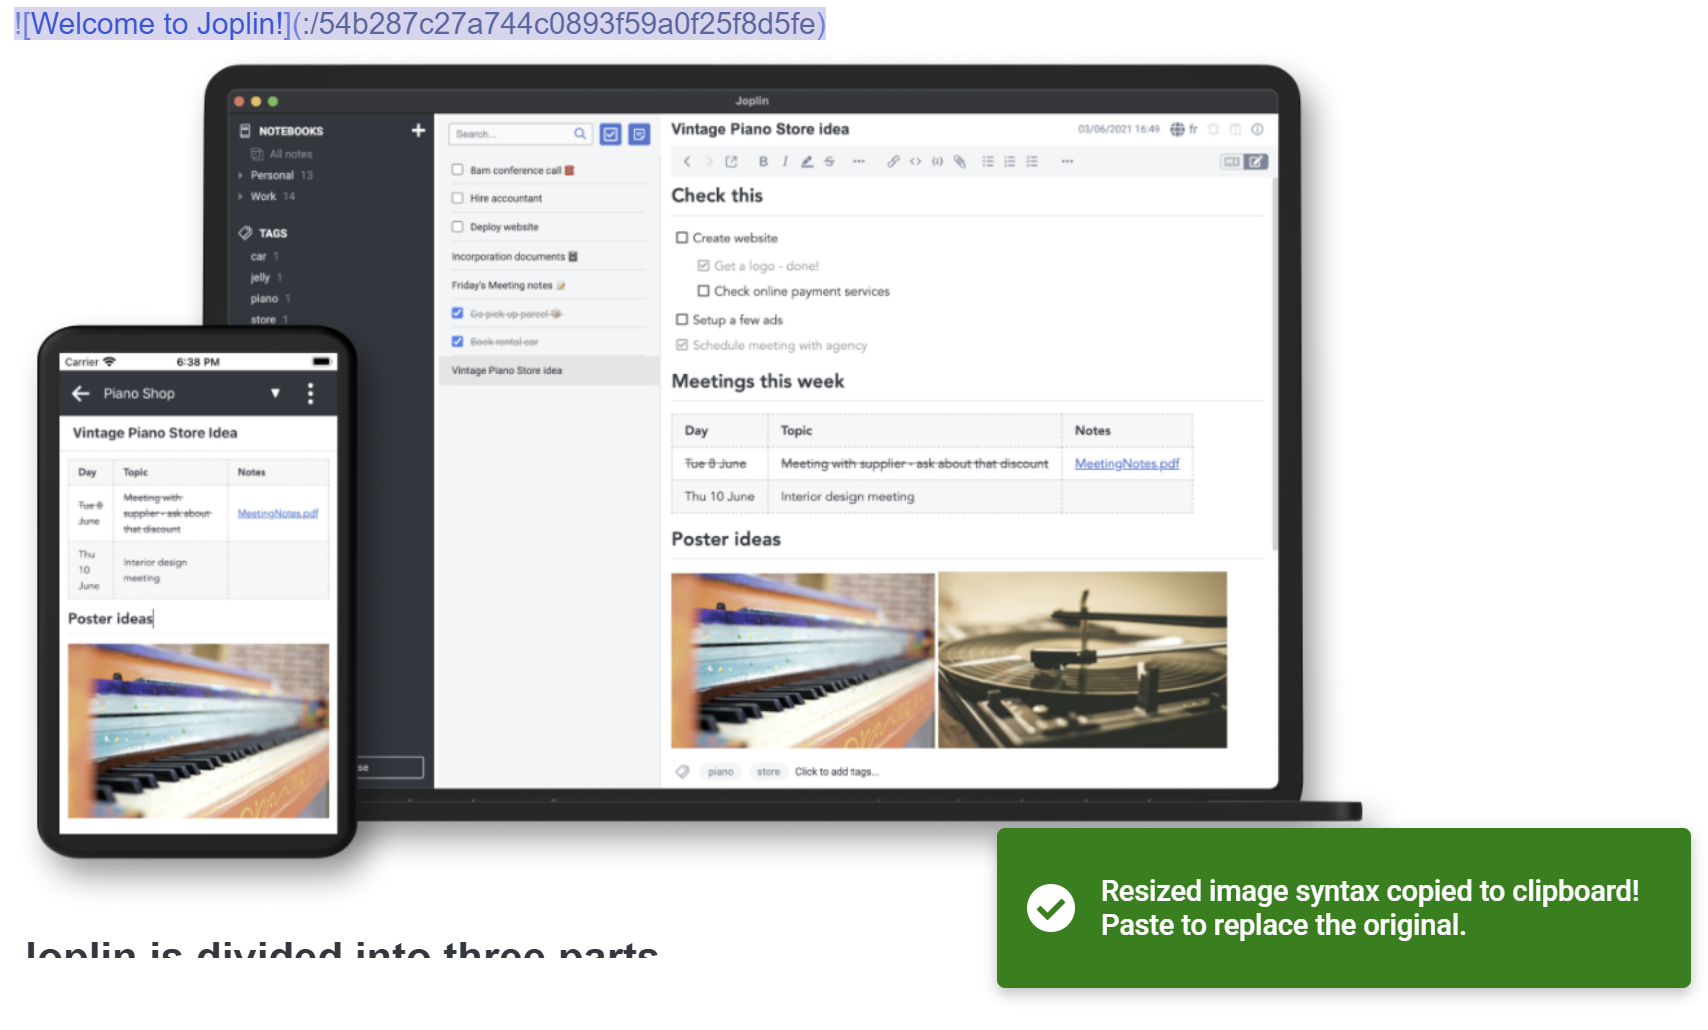 ![Welcome to Joplin!](:/54b287c27a744c0893f59a0f25f8d5fe)
Joplin
NOTEBOOKS
All notes
Personal 13
Work 14
TAGS
car 1
jelly 1
piano 1
store 1
se
Search...
8am conference call
Hire accountant
Deploy website
Incorporation documents
Friday's Meeting notes
Go pick up parcel
Book rental car
Vintage Piano Store idea
Vintage Piano Store idea
03/06/2021 16:49 fr
Check this
Create website
Get a logo - done!
Check online payment services
Setup a few ads
Schedule meeting with agency
Meetings this week
Day Topic Notes
Tue 8 June Meeting with supplier - ask about that discount MeetingNotes.pdf
Thu 10 June Interior design meeting
Poster ideas
piano store Click to add tags...
Carrier 6:38 PM
Piano Shop
Vintage Piano Store Idea
Day Topic Notes
Tue 8
June
Meeting with
supplier - ask about
that discount
MeetingNotes.pdf
Thu
10
June
Interior design
meeting
Poster ideas
Resized image syntax copied to clipboard!
Paste to replace the original.
Joplin is divided into three parts